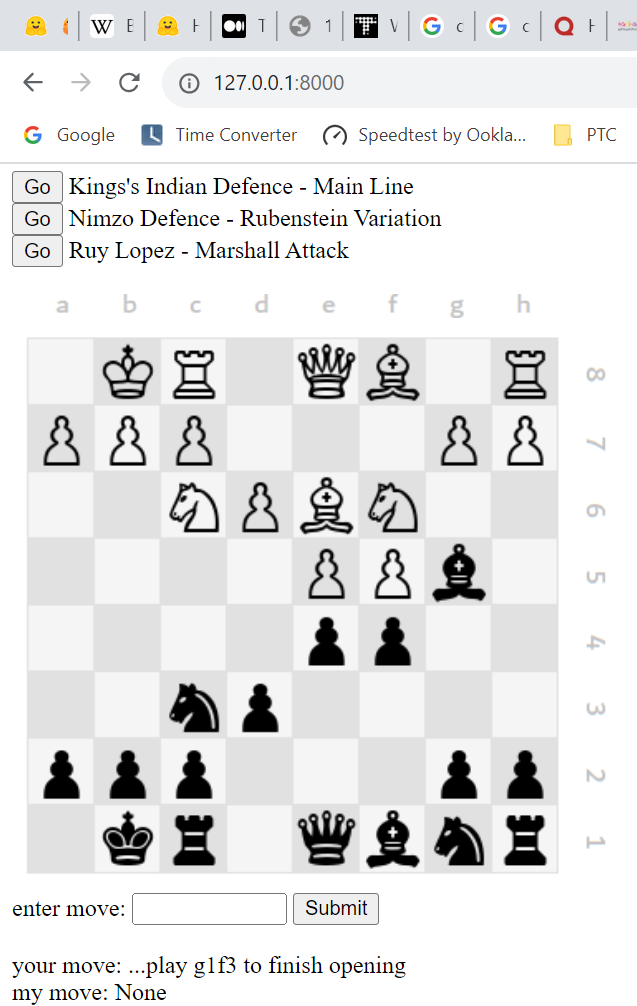 W E H T 1 V c c H
127.0.0.1:8000
Google Time Converter Speedtest by Ookla... PTC
Go Kings's Indian Defence - Main Line
Go Nimzo Defence - Rubenstein Variation
Go Ruy Lopez - Marshall Attack
a b c d e f g h
8
7
6
5
4
3
2
1
enter move: Submit
your move: ...play g1f3 to finish opening
my move: None